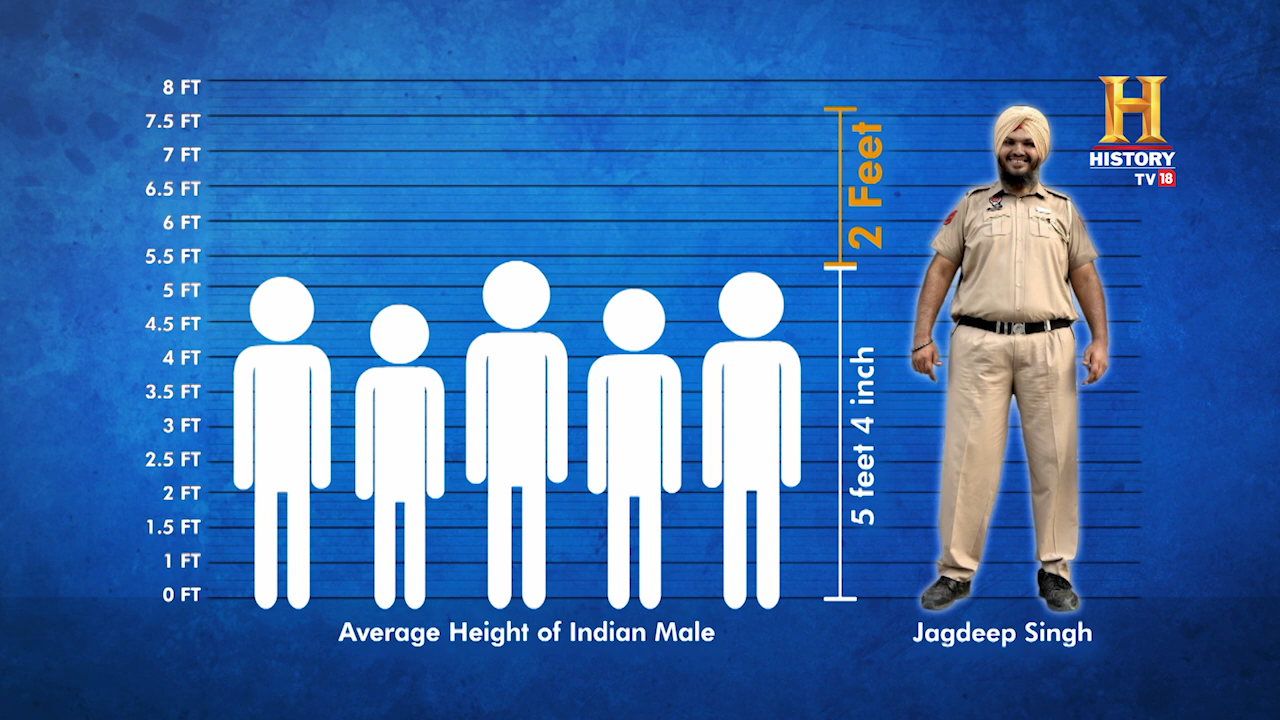 8 FT
7.5 FT
7 FT
6.5 FT
6 FT
5.5 FT
5 FT
4.5 FT
4 FT
3.5 FT
3 FT
2.5 FT
2 FT
1.5 FT
1 FT
0 FT
2 Feet
5 feet 4 inch
H
HISTORY
TV 18
Average Height of Indian Male
Jagdeep Singh